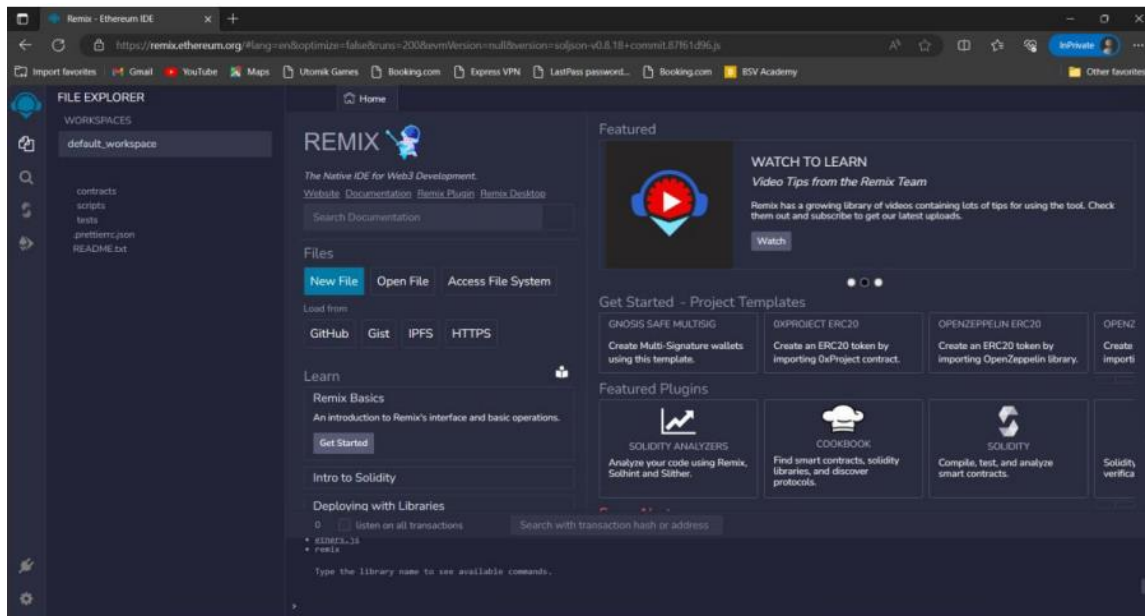 Remix - Ethereum IDE
https://remix.ethereum.org/#lang=en&optimize=false&runs=200&evmVersion=null&version=soljson-v0.8.18+commit.87f61d96.js
InPrivate
Import favorites
Gmail
YouTube
Maps
Utomik Games
Booking.com
Express VPN
LastPass password...
Booking.com
BSV Academy
Other favorites
FILE EXPLORER
WORKSPACES
default_workspace
contracts
scripts
tests
.prettierrc.json
README.txt
Home
REMIX
The Native IDE for Web3 Development.
Website Documentation Remix Plugin Remix Desktop
Search Documentation
Files
New File
Open File
Access File System
Load from
GitHub
Gist
IPFS
HTTPS
Learn
Remix Basics
An introduction to Remix's interface and basic operations.
Get Started
Intro to Solidity
Deploying with Libraries
Featured
WATCH TO LEARN
Video Tips from the Remix Team
Remix has a growing library of videos containing lots of tips for using the tool. Check
them out and subscribe to get our latest uploads.
Watch
Get Started - Project Templates
GNOSIS SAFE MULTISIG
Create Multi-Signature wallets
using this template.
0XPROJECT ERC20
Create an ERC20 token by
importing 0xProject contract.
OPENZEPPELIN ERC20
Create an ERC20 token by
importing OpenZeppelin library.
OPENZ
Create
importi
Featured Plugins
SOLIDITY ANALYZERS
Analyze your code using Remix,
Solhint and Slither.
COOKBOOK
Find smart contracts, solidity
libraries, and discover
protocols.
SOLIDITY
Compile, test, and analyze
smart contracts.
Solidity
verifica
0
listen on all transactions
Search with transaction hash or address
• ethers.js
• remix
Type the library name to see available commands.
>